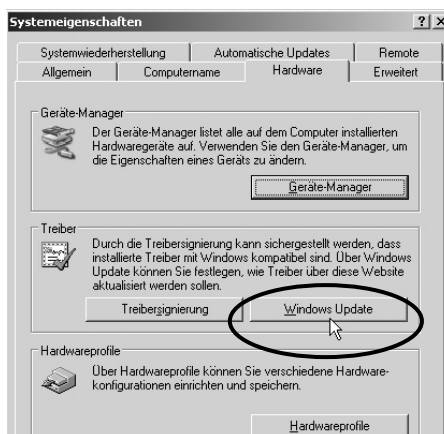 Systemeigenschaften
Systemwiederherstellung Automatische Updates Remote
Allgemein Computername Hardware Erweitert
Geräte-Manager
Der Geräte-Manager listet alle auf dem Computer installierten
Hardwaregeräte auf. Verwenden Sie den Geräte-Manager, um
die Eigenschaften eines Geräts zu ändern.
Geräte-Manager
Treiber
Durch die Treibersignierung kann sichergestellt werden, dass
installierte Treiber mit Windows kompatibel sind. Über Windows
Update können Sie festlegen, wie Treiber über diese Website
aktualisiert werden sollen.
Treibersignierung Windows Update
Hardwareprofile
Über Hardwareprofile können Sie verschiedene Hardware-
konfigurationen einrichten und speichern.
Hardwareprofile